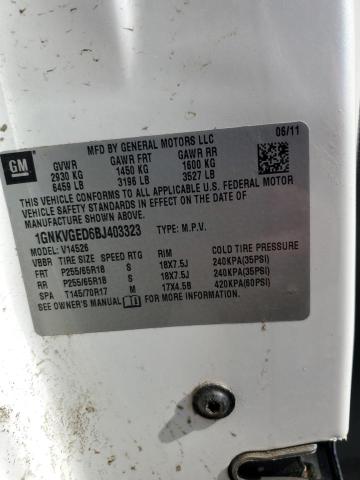 GM
MFD BY GENERAL MOTORS LLC 06/11
GVWR GAWR FRT GAWR RR
2930 KG 1450 KG 1600 KG
6459 LB 3196 LB 3527 LB
THIS VEHICLE CONFORMS TO ALL APPLICABLE U.S. FEDERAL MOTOR
VEHICLE SAFETY STANDARDS IN EFFECT ON THE DATE OF
MANUFACTURE SHOWN ABOVE.
1GNKVGED6BJ403323 TYPE: M.P.V.
MODEL: V14526
VBBR TIRE SIZE SPEED RTG RIM COLD TIRE PRESSURE
FRT P255/65R18 S 18X7.5J 240KPA(35PSI)
RR P255/65R18 S 18X7.5J 240KPA(35PSI)
SPA T145/70R17 M 17X4.5B 420KPA(60PSI)
SEE OWNER'S MANUAL FOR MORE INFORMATION.